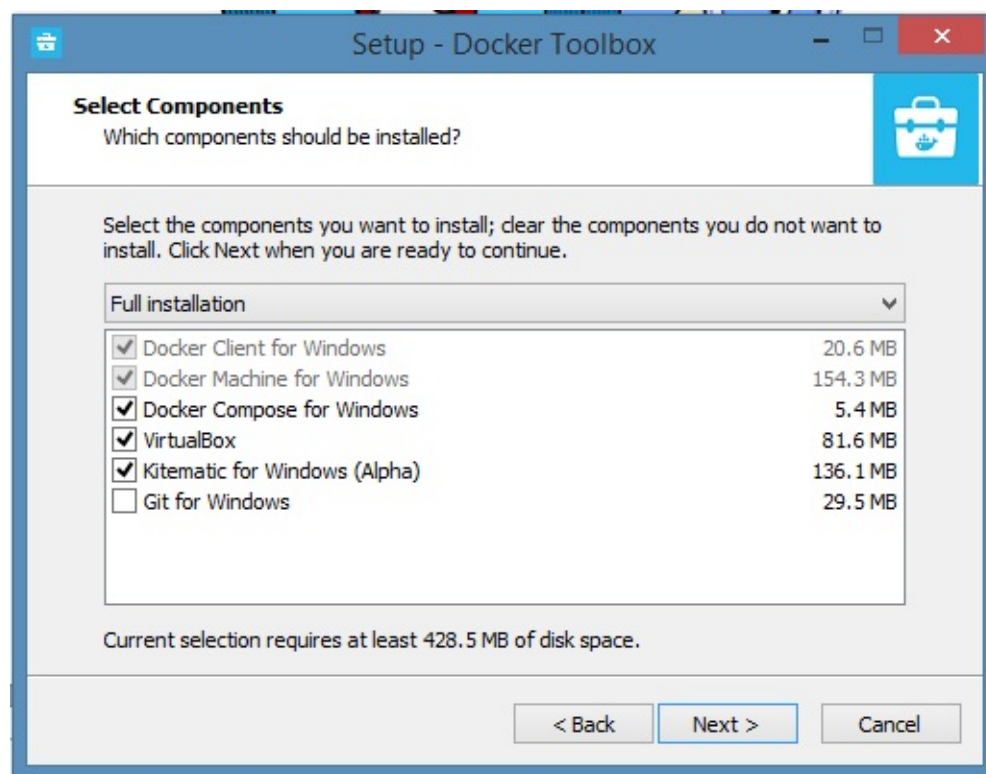 Setup - Docker Toolbox
Select Components
Which components should be installed?
Select the components you want to install; clear the components you do not want to
install. Click Next when you are ready to continue.
Full installation
Docker Client for Windows 20.6 MB
Docker Machine for Windows 154.3 MB
Docker Compose for Windows 5.4 MB
VirtualBox 81.6 MB
Kitematic for Windows (Alpha) 136.1 MB
Git for Windows 29.5 MB
Current selection requires at least 428.5 MB of disk space.
< Back Next > Cancel